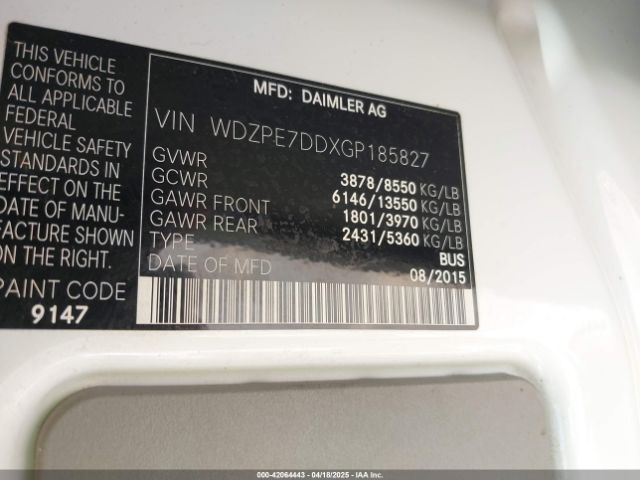 THIS VEHICLE
CONFORMS TO
ALL APPLICABLE
FEDERAL
VEHICLE SAFETY
STANDARDS IN
EFFECT ON THE
DATE OF MANU-
FACTURE SHOWN
ON THE RIGHT.
PAINT CODE
9147
MFD: DAIMLER AG
VIN WDZPE7DDXGP185827
GVWR 3878/8550 KG/LB
GCWR 6146/13550 KG/LB
GAWR FRONT 1801/3970 KG/LB
GAWR REAR 2431/5360 KG/LB
TYPE BUS
DATE OF MFD 08/2015
000-42064443 - 04/18/2025 - IAAI, Inc.